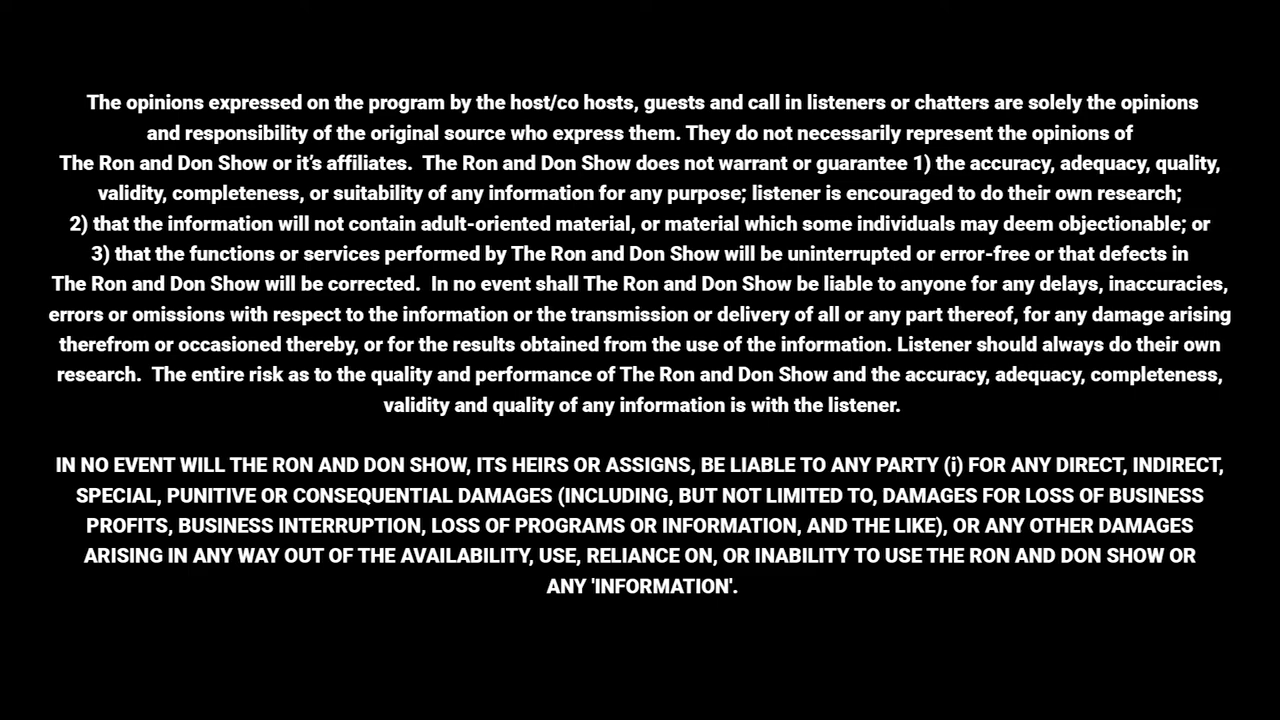 The opinions expressed on the program by the host/co hosts, guests and call in listeners or chatters are solely the opinions
and responsibility of the original source who express them. They do not necessarily represent the opinions of
The Ron and Don Show or it's affiliates.  The Ron and Don Show does not warrant or guarantee 1) the accuracy, adequacy, quality,
validity, completeness, or suitability of any information for any purpose; listener is encouraged to do their own research;
2) that the information will not contain adult-oriented material, or material which some individuals may deem objectionable; or
3) that the functions or services performed by The Ron and Don Show will be uninterrupted or error-free or that defects in
The Ron and Don Show will be corrected.  In no event shall The Ron and Don Show be liable to anyone for any delays, inaccuracies,
errors or omissions with respect to the information or the transmission or delivery of all or any part thereof, for any damage arising
therefrom or occasioned thereby, or for the results obtained from the use of the information. Listener should always do their own
research.  The entire risk as to the quality and performance of The Ron and Don Show and the accuracy, adequacy, completeness,
validity and quality of any information is with the listener.
IN NO EVENT WILL THE RON AND DON SHOW, ITS HEIRS OR ASSIGNS, BE LIABLE TO ANY PARTY (i) FOR ANY DIRECT, INDIRECT,
SPECIAL, PUNITIVE OR CONSEQUENTIAL DAMAGES (INCLUDING, BUT NOT LIMITED TO, DAMAGES FOR LOSS OF BUSINESS
PROFITS, BUSINESS INTERRUPTION, LOSS OF PROGRAMS OR INFORMATION, AND THE LIKE), OR ANY OTHER DAMAGES
ARISING IN ANY WAY OUT OF THE AVAILABILITY, USE, RELIANCE ON, OR INABILITY TO USE THE RON AND DON SHOW OR
ANY 'INFORMATION'.